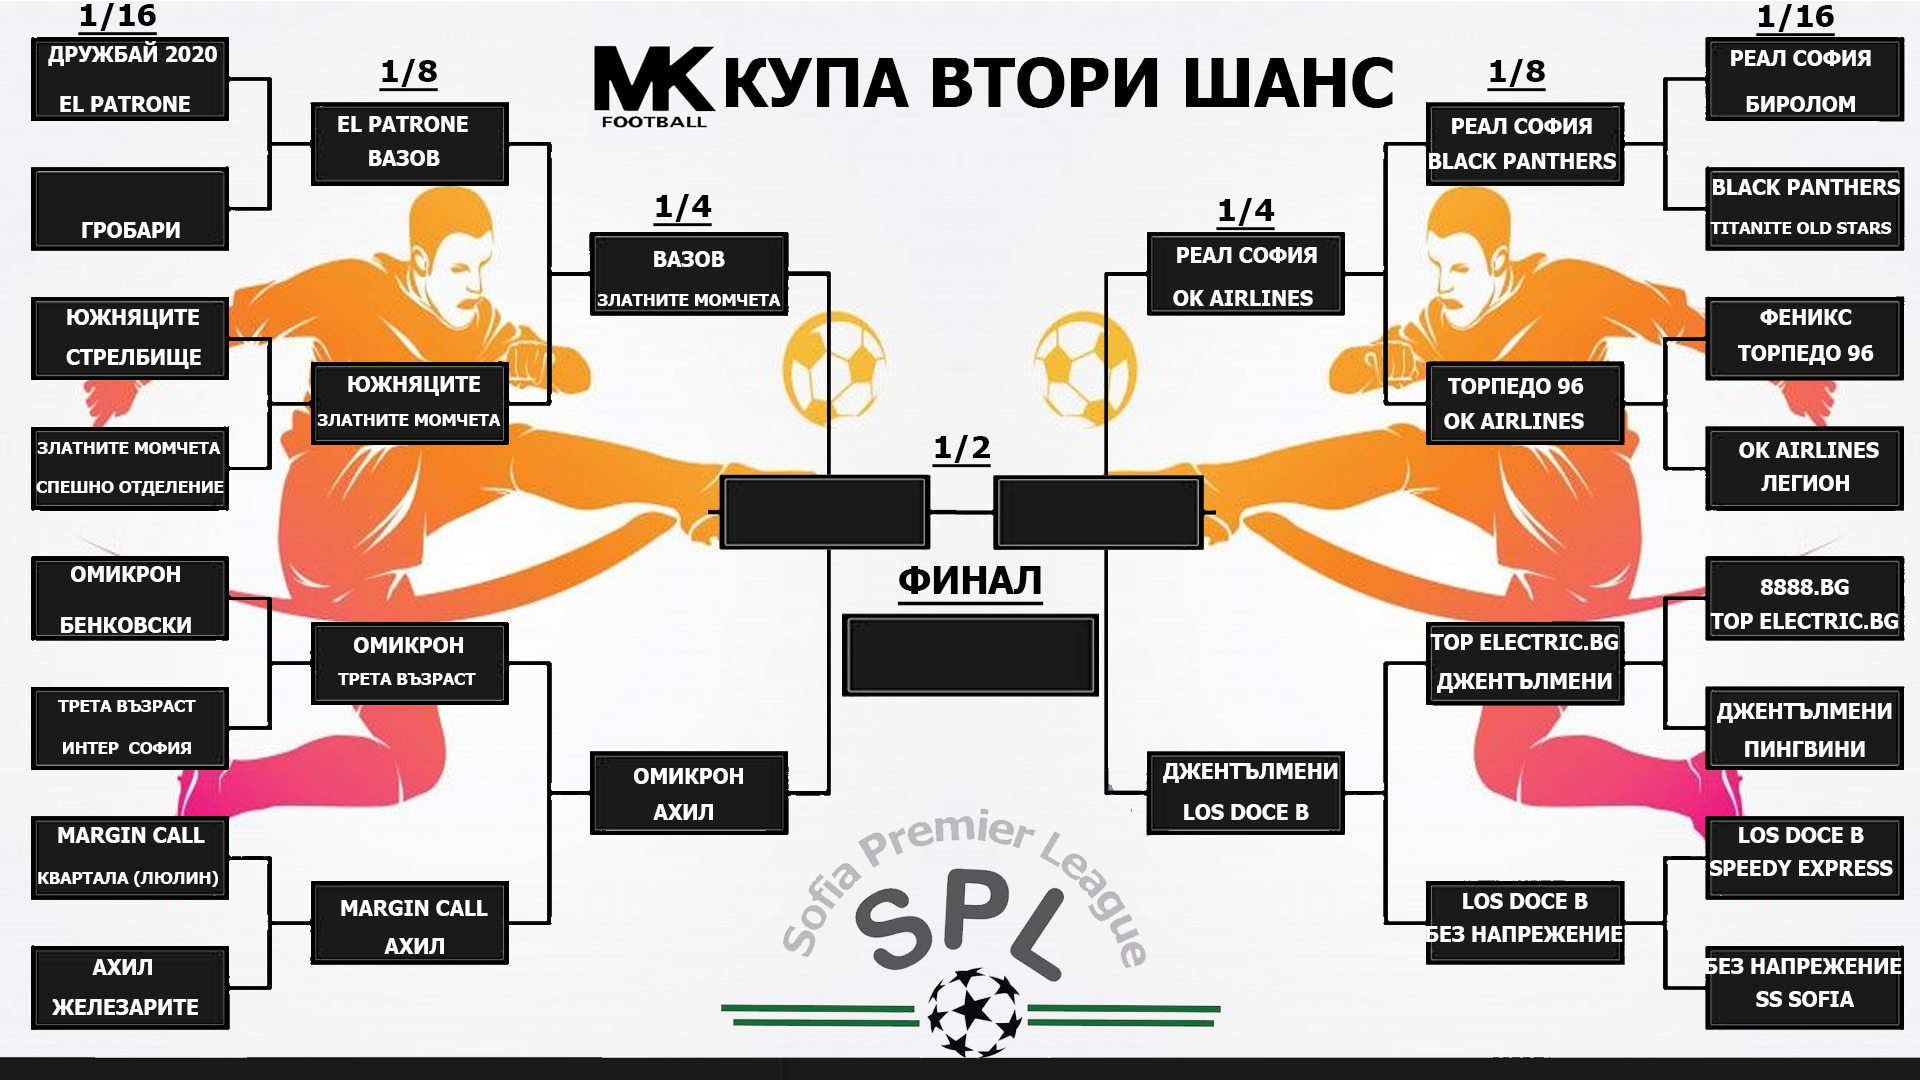 1/16
ДРУЖБАЙ 2020
EL PATRONE
ГРОБАРИ
ЮЖНЯЦИТЕ
СТРЕЛБИЩЕ
ЗЛАТНИТЕ МОМЧЕТА
СПЕШНО ОТДЕЛЕНИЕ
ОМИКРОН
БЕНКОВСКИ
ТРЕТА ВЪЗРАСТ
ИНТЕР СОФИЯ
MARGIN CALL
КВАРТАЛА (ЛЮЛИН)
АХИЛ
ЖЕЛЕЗАРИТЕ
1/8
EL PATRONE
ВАЗОВ
ЮЖНЯЦИТЕ
ЗЛАТНИТЕ МОМЧЕТА
ОМИКРОН
ТРЕТА ВЪЗРАСТ
MARGIN CALL
АХИЛ
1/4
ВАЗОВ
ЗЛАТНИТЕ МОМЧЕТА
ОМИКРОН
АХИЛ
MK КУПА ВТОРИ ШАНС
FOOTBALL
1/2
ФИНАЛ
Sofia Premier League
SPL
1/4
РЕАЛ СОФИЯ
OK AIRLINES
ДЖЕНТЪЛМЕНИ
LOS DOCE B
1/8
РЕАЛ СОФИЯ
BLACK PANTHERS
ТОРПЕДО 96
OK AIRLINES
TOP ELECTRIC.BG
ДЖЕНТЪЛМЕНИ
LOS DOCE B
БЕЗ НАПРЕЖЕНИЕ
1/16
РЕАЛ СОФИЯ
БИРОЛОМ
BLACK PANTHERS
TITANITE OLD STARS
ФЕНИКС
ТОРПЕДО 96
OK AIRLINES
ЛЕГИОН
8888.BG
TOP ELECTRIC.BG
ДЖЕНТЪЛМЕНИ
ПИНГВИНИ
LOS DOCE B
SPEEDY EXPRESS
БЕЗ НАПРЕЖЕНИЕ
SS SOFIA